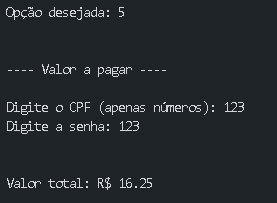 Opção desejada: 5
---- Valor a pagar ----
Digite o CPF (apenas números): 123
Digite a senha: 123
Valor total: R$ 16.25